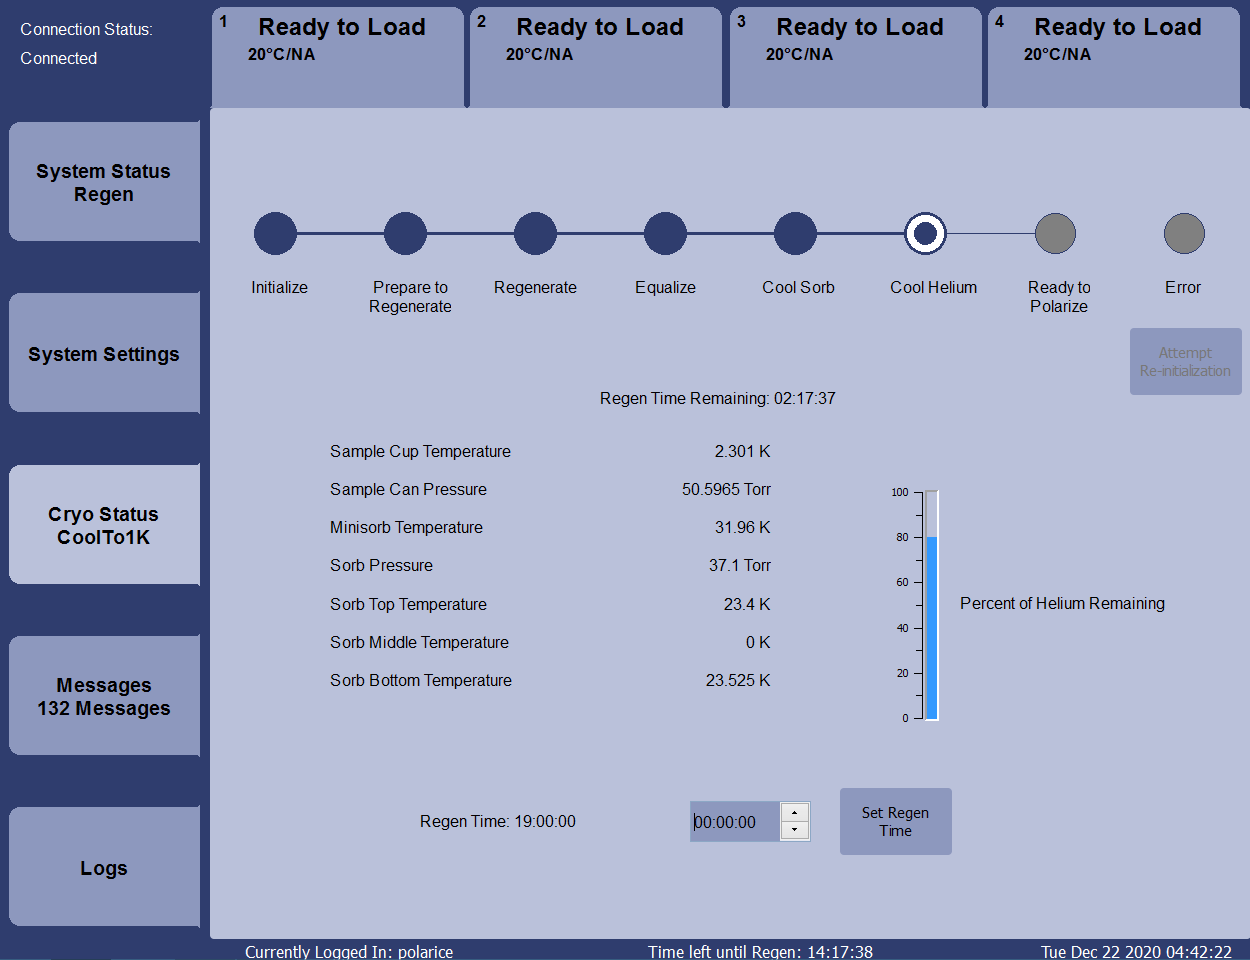 Connection Status:
Connected
1 Ready to Load
20°C/NA
2 Ready to Load
20°C/NA
3 Ready to Load
20°C/NA
4 Ready to Load
20°C/NA
System Status
Regen
System Settings
Cryo Status
CoolTo1K
Messages
132 Messages
Logs
Initialize
Prepare to
Regenerate
Regenerate
Equalize
Cool Sorb
Cool Helium
Ready to
Polarize
Error
Attempt
Re-initialization
Regen Time Remaining: 02:17:37
Sample Cup Temperature 2.301 K
Sample Can Pressure 50.5965 Torr
Minisorb Temperature 31.96 K
Sorb Pressure 37.1 Torr
Sorb Top Temperature 23.4 K
Sorb Middle Temperature 0 K
Sorb Bottom Temperature 23.525 K
100
80
60
40
20
0
Percent of Helium Remaining
Regen Time: 19:00:00
00:00:00
Set Regen
Time
Currently Logged In: polarice
Time left until Regen: 14:17:38
Tue Dec 22 2020 04:42:22